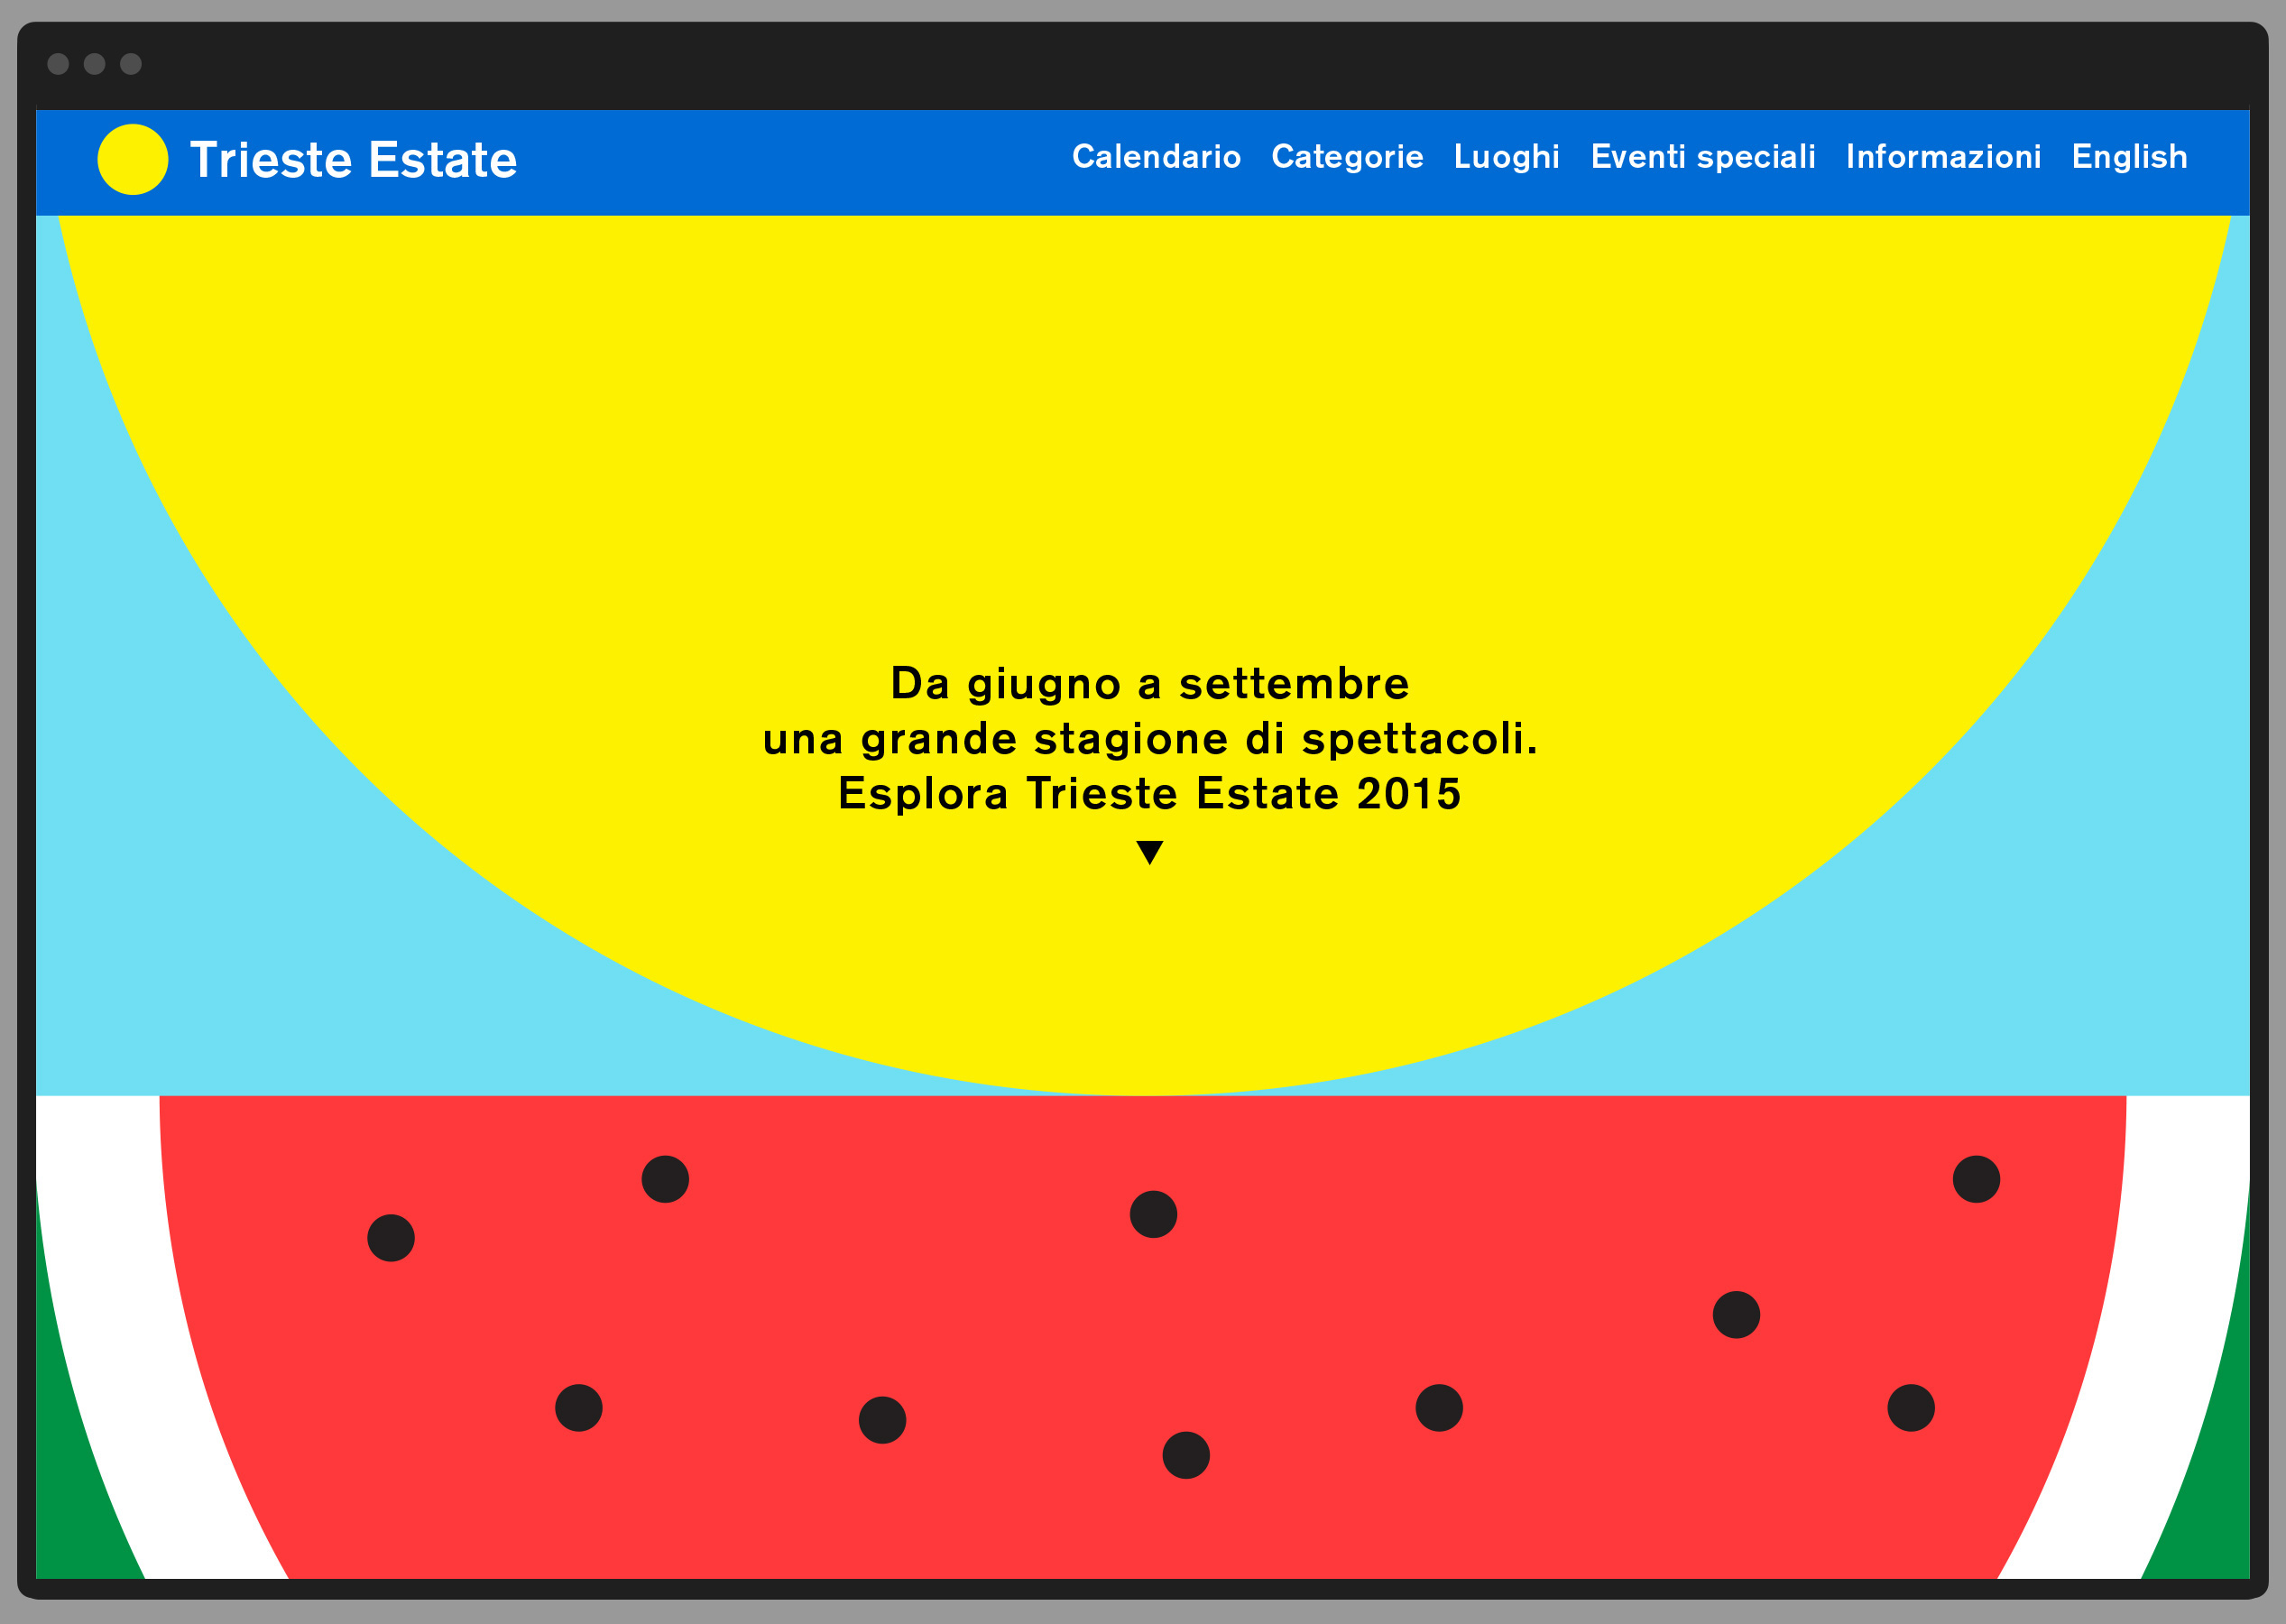 Trieste Estate
Calendario Categorie Luoghi Eventi speciali Informazioni English
Da giugno a settembre
una grande stagione di spettacoli.
Esplora Trieste Estate 2015